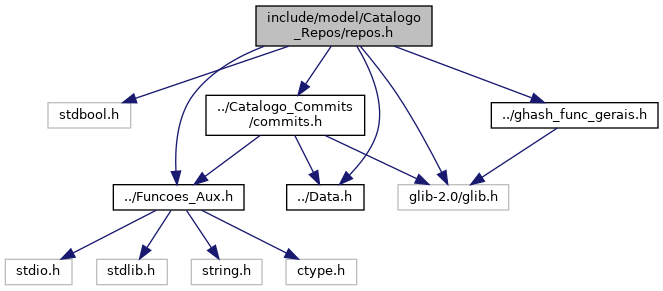 include/model/Catalogo
_Repos/repos.h
stdbool.h
../Catalogo_Commits
/commits.h
../ghash_func_gerais.h
../Funcoes_Aux.h
../Data.h
glib-2.0/glib.h
stdio.h
stdlib.h
string.h
ctype.h